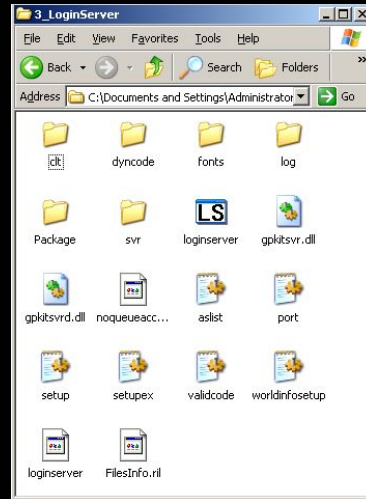 3_LoginServer
File Edit View Favorites Tools Help
Back Search Folders »
Address C:\Documents and Settings\Administrator Go
clt dyncode fonts log
Package svr loginserver gpkitsvr.dll
LS
gpkitsvrd.dll noqueueacc... aslist port
setup setupex validcode worldinfosetup
loginserver FilesInfo.ril